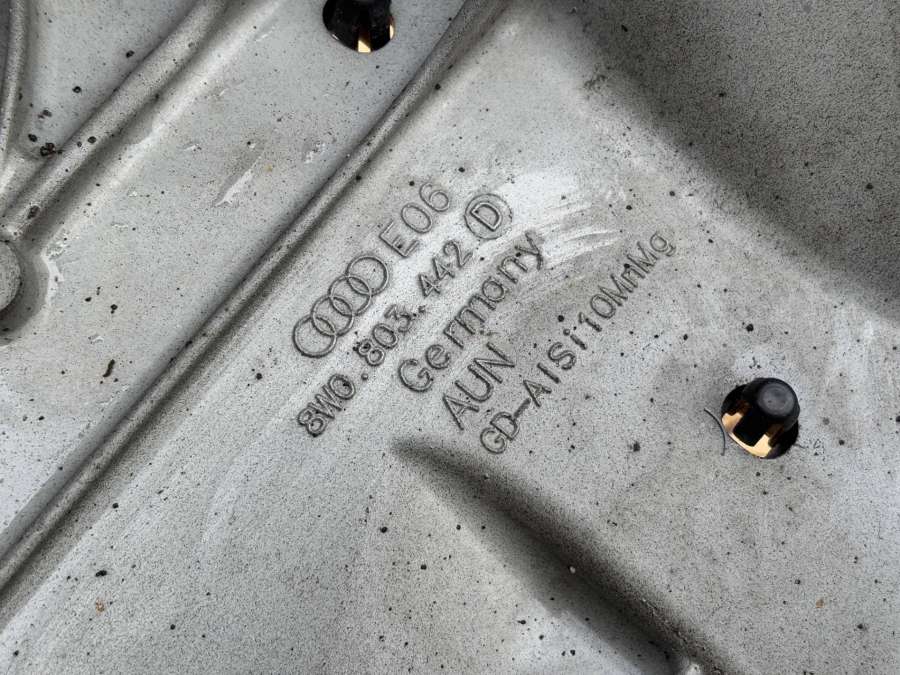 E06
8W0.803.442 D
Germany
AUN
GD-AlSi10MnMg